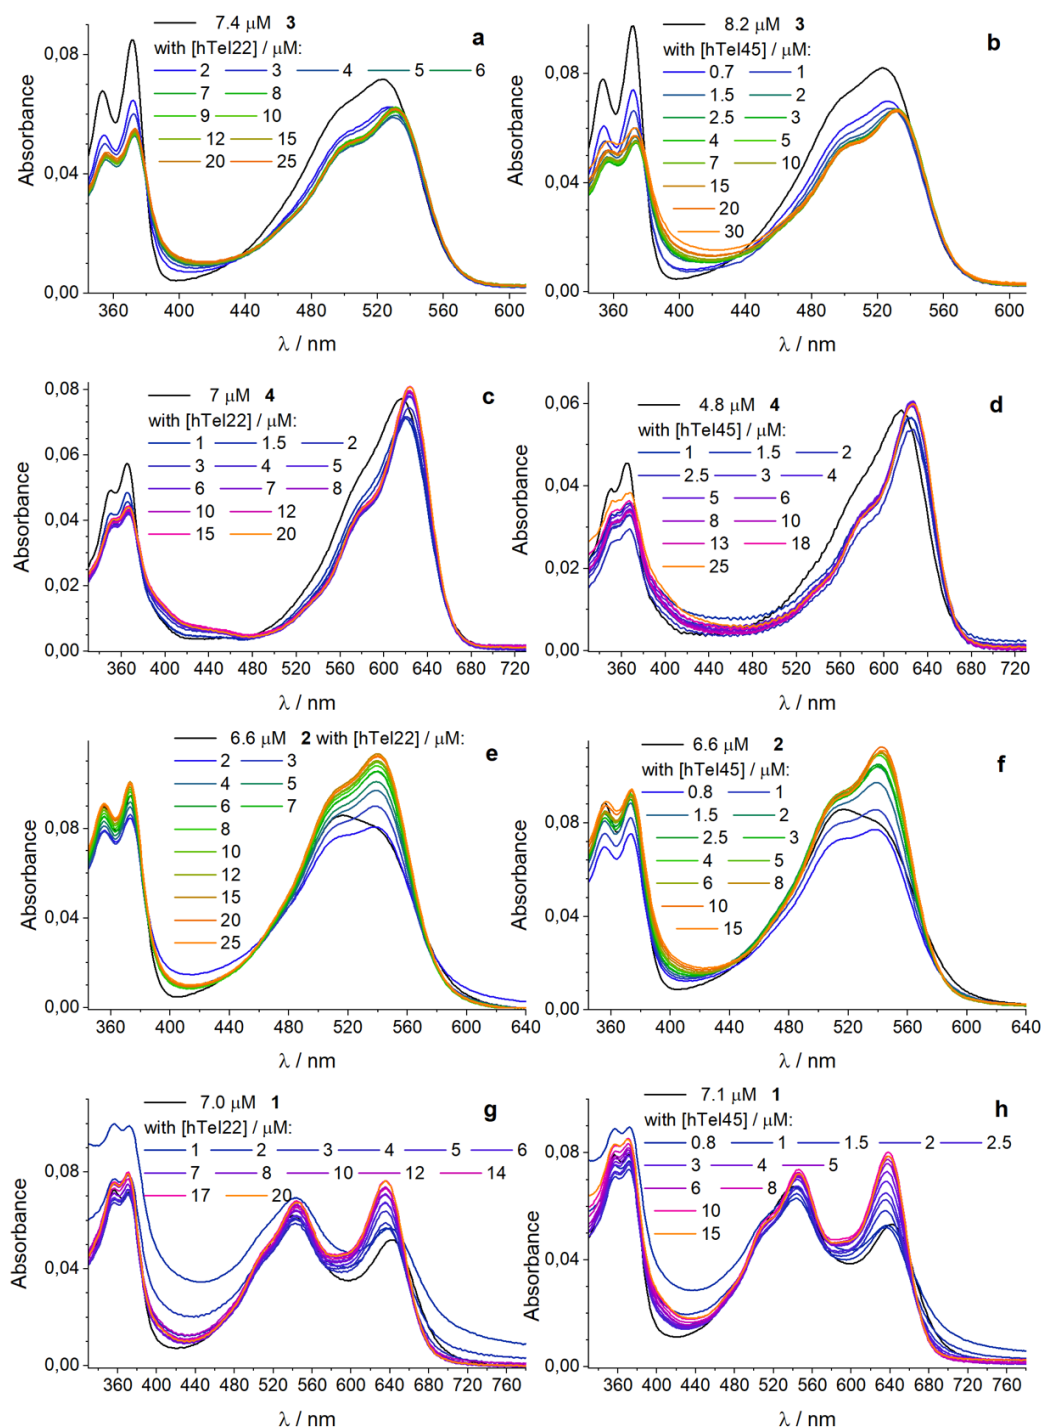 7.4 μM 3
a
with [hTel22] / μM:
2 3 4 5 6
7 8
9 10
12 15
20 25
0,08
0,04
0,00
Absorbance
360 400 440 480 520 560 600
λ / nm
8.2 μM 3
b
with [hTel45] / μM:
0.7 1
1.5 2
2.5 3
4 5
7 10
15
20
30
0,08
0,04
0,00
Absorbance
360 400 440 480 520 560 600
λ / nm
7 μM 4
c
with [hTel22] / μM:
1 1.5 2
3 4 5
6 7 8
10 12
15 20
0,08
0,06
0,04
0,02
0,00
Absorbance
360 400 440 480 520 560 600 640 680 720
λ / nm
4.8 μM 4
d
with [hTel45] / μM:
1 1.5 2
2.5 3 4
5 6
8 10
13 18
25
0,06
0,04
0,02
0,00
Absorbance
360 400 440 480 520 560 600 640 680 720
λ / nm
6.6 μM 2 with [hTel22] / μM:
e
2 3
4 5
6 7
8
10
12
15
20
25
0,08
0,04
0,00
Absorbance
360 400 440 480 520 560 600 640
λ / nm
6.6 μM 2
f
with [hTel45] / μM:
0.8 1
1.5 2
2.5 3
4 5
6 8
10
15
0,08
0,04
0,00
Absorbance
360 400 440 480 520 560 600 640
λ / nm
7.0 μM 1
g
with [hTel22] / μM:
1 2 3 4 5 6
7 8 10 12 14
17 20
0,08
0,04
0,00
Absorbance
360 400 440 480 520 560 600 640 680 720 760
λ / nm
7.1 μM 1
h
with [hTel45] / μM:
0.8 1 1.5 2 2.5
3 4 5
6 8
10
15
0,08
0,04
0,00
Absorbance
360 400 440 480 520 560 600 640 680 720 760
λ / nm